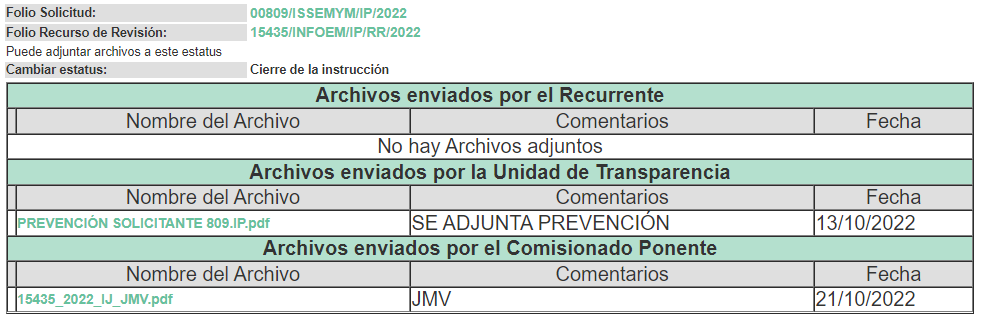 Folio Solicitud: 00809/ISSEMYM/IP/2022
Folio Recurso de Revisión: 15435/INFOEM/IP/RR/2022
Puede adjuntar archivos a este estatus
Cambiar estatus: Cierre de la instrucción
Archivos enviados por el Recurrente
Nombre del Archivo Comentarios Fecha
No hay Archivos adjuntos
Archivos enviados por la Unidad de Transparencia
Nombre del Archivo Comentarios Fecha
PREVENCIÓN SOLICITANTE 809.IP.pdf SE ADJUNTA PREVENCIÓN 13/10/2022
Archivos enviados por el Comisionado Ponente
Nombre del Archivo Comentarios Fecha
15435_2022_IJ_JMV.pdf JMV 21/10/2022